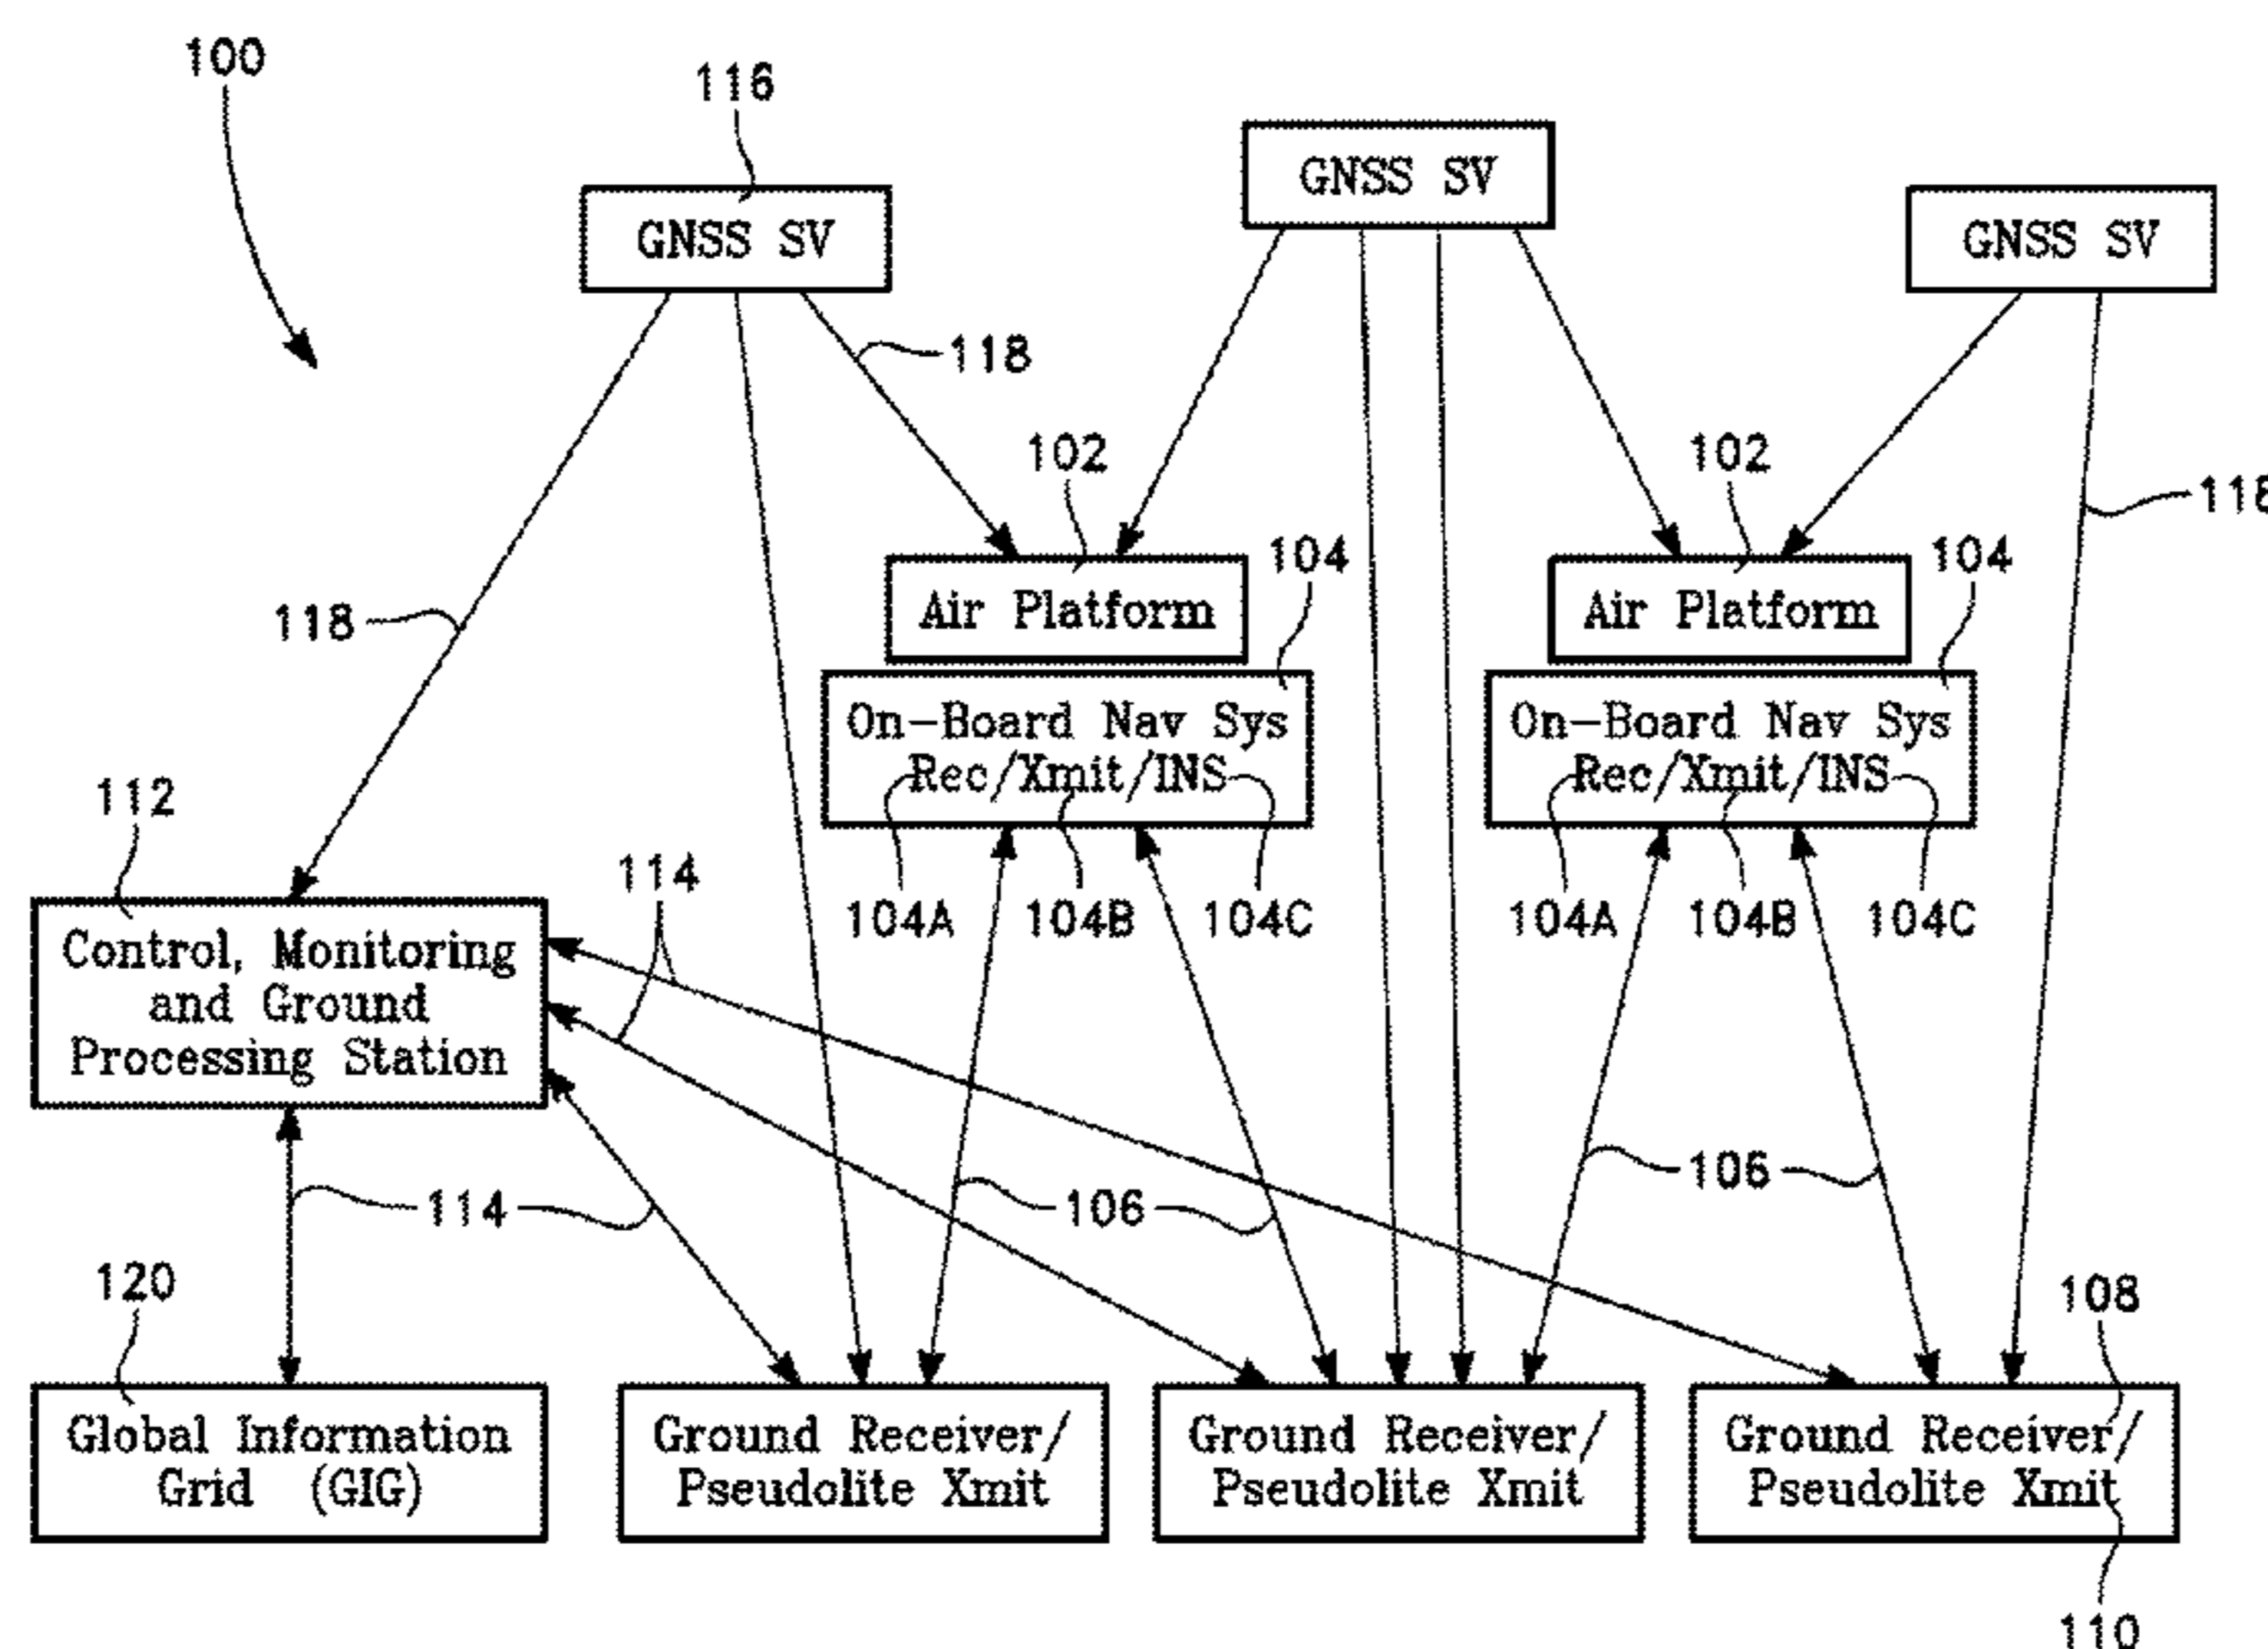 100
116
GNSS SV
GNSS SV
GNSS SV
118
102
102
118
104
104
Air Platform
Air Platform
118
On-Board Nav Sys
Rec/Xmit/INS
On-Board Nav Sys
Rec/Xmit/INS
112
114
104A
104B
104C
104A
104B
104C
Control, Monitoring
and Ground
Processing Station
106
114
106
120
108
Global Information
Grid (GIG)
Ground Receiver/
Pseudolite Xmit
Ground Receiver/
Pseudolite Xmit
Ground Receiver/
Pseudolite Xmit
110